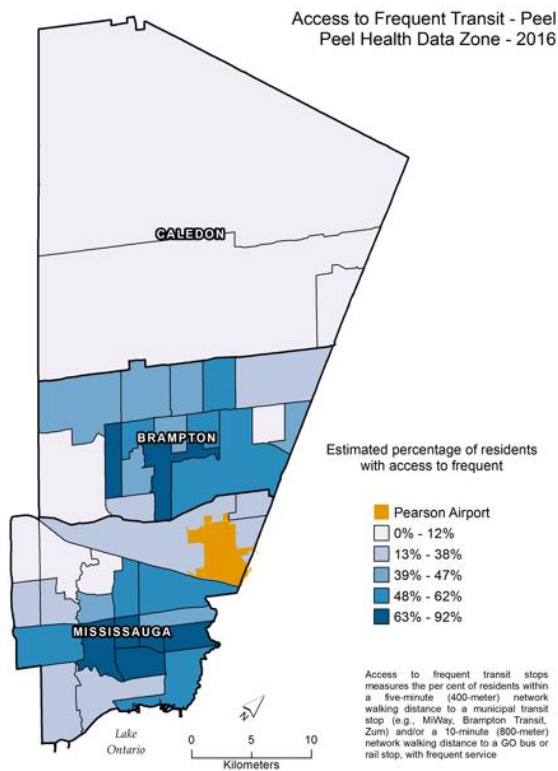 Access to Frequent Transit - Peel
Peel Health Data Zone - 2016
CALEDON
BRAMPTON
Estimated percentage of residents
with access to frequent
Pearson Airport
0% - 12%
13% - 38%
39% - 47%
48% - 62%
63% - 92%
MISSISSAUGA
Access to frequent transit stops
measures the per cent of residents within
a five-minute (400-meter) network
walking distance to a municipal transit
stop (e.g., MiWay, Brampton Transit,
Zum) and/or a 10-minute (800-meter)
network walking distance to a GO bus or
rail stop, with frequent service
N
Lake
Ontario
0 5 10
Kilometers